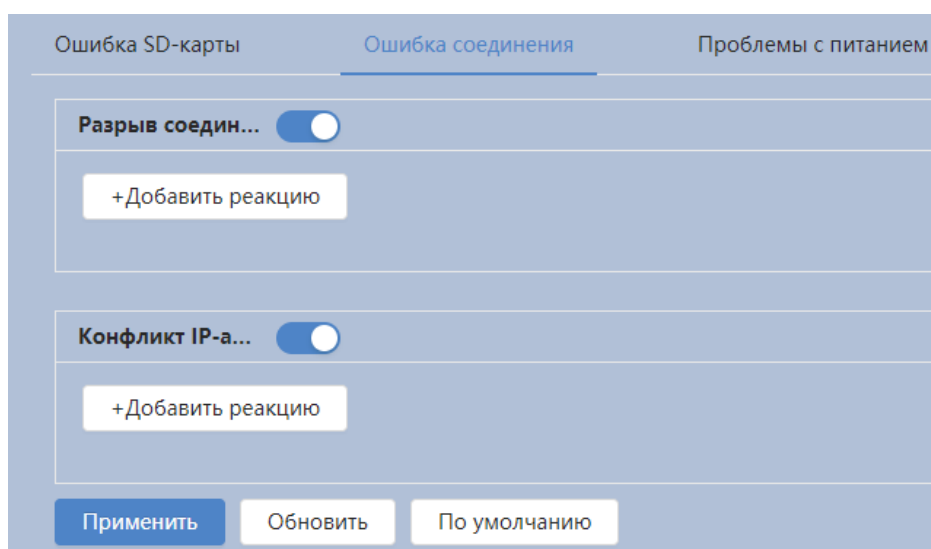 Ошибка SD-карты Ошибка соединения Проблемы с питанием
Разрыв соедин...
+Добавить реакцию
Конфликт IP-а...
+Добавить реакцию
Применить Обновить По умолчанию